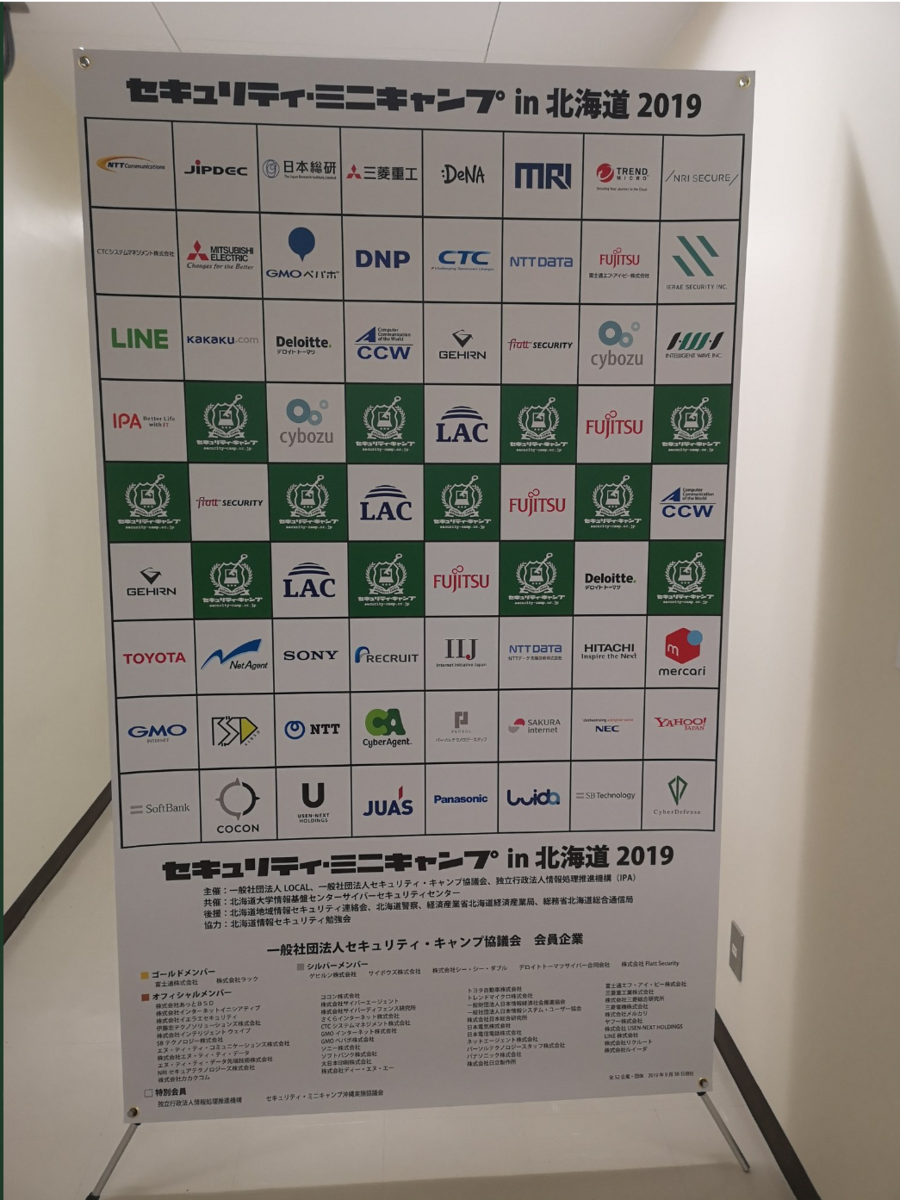 セキュリティ・ミニキャンプ in 北海道 2019
NTT Communications JIPDEC 日本総研 三菱重工 :DeNA MRI TREND MICRO /NRI SECURE/
CTCシステムマネジメント株式会社 MITSUBISHI ELECTRIC Changes for the Better GMOペパボ DNP CTC NTT DATA FUJITSU 富士通エフ・アイ・ピー株式会社 IERAE SECURITY INC.
LINE kakaku.com Deloitte. デロイト トーマツ Computer Communication of the World CCW GEHIRN flatt SECURITY cybozu INTELLIGENT WAVE INC.
IPA Better Life with IT セキュリティ・キャンプ security-camp.or.jp cybozu セキュリティ・キャンプ security-camp.or.jp LAC セキュリティ・キャンプ security-camp.or.jp FUJITSU セキュリティ・キャンプ security-camp.or.jp
セキュリティ・キャンプ security-camp.or.jp flatt SECURITY セキュリティ・キャンプ security-camp.or.jp LAC セキュリティ・キャンプ security-camp.or.jp FUJITSU セキュリティ・キャンプ security-camp.or.jp Computer Communication of the World CCW
GEHIRN セキュリティ・キャンプ security-camp.or.jp LAC セキュリティ・キャンプ security-camp.or.jp FUJITSU セキュリティ・キャンプ security-camp.or.jp Deloitte. デロイト トーマツ セキュリティ・キャンプ security-camp.or.jp
TOYOTA NetAgent SONY RECRUIT IIJ Internet Initiative Japan NTT DATA NTTデータ先端技術株式会社 HITACHI Inspire the Next mercari
GMO INTERNET BSD NTT CA CyberAgent. PERSOL パーソルテクノロジースタッフ SAKURA internet NEC YAHOO! JAPAN
SoftBank COCON U USEN-NEXT HOLDINGS JUAS Panasonic Luida SB Technology CyberDefense
セキュリティ・ミニキャンプ in 北海道 2019
主催：一般社団法人 LOCAL、一般社団法人セキュリティ・キャンプ協議会、独立行政法人情報処理推進機構（IPA）
共催：北海道大学情報基盤センターサイバーセキュリティセンター
後援：北海道地域情報セキュリティ連絡会、北海道警察、経済産業省北海道経済産業局、総務省北海道総合通信局
協力：北海道情報セキュリティ勉強会
一般社団法人セキュリティ・キャンプ協議会 会員企業
ゴールドメンバー
富士通株式会社 株式会社ラック
シルバーメンバー
ゲヒルン株式会社 サイボウズ株式会社 株式会社シー・シー・ダブル デロイトトーマツサイバー合同会社 株式会社 Flatt Security
オフィシャルメンバー
株式会社あっとBSD
株式会社インターネットイニシアティブ
株式会社イエラエセキュリティ
伊藤忠テクノソリューションズ株式会社
株式会社インテリジェント ウェイブ
SB テクノロジー株式会社
エヌ・ティ・ティ・コミュニケーションズ株式会社
株式会社エヌ・ティ・ティ・データ
エヌ・ティ・ティ・データ先端技術株式会社
NRI セキュアテクノロジーズ株式会社
株式会社カカクコム
ココン株式会社
株式会社サイバーエージェント
株式会社サイバーディフェンス研究所
さくらインターネット株式会社
CTC システムマネジメント株式会社
GMO インターネット株式会社
GMO ペパボ株式会社
ソニー株式会社
ソフトバンク株式会社
大日本印刷株式会社
株式会社ディー・エヌ・エー
トヨタ自動車株式会社
トレンドマイクロ株式会社
一般財団法人日本情報経済社会推進協会
一般社団法人日本情報システム・ユーザー協会
株式会社日本総合研究所
日本電気株式会社
日本電信電話株式会社
ネットエージェント株式会社
パーソルテクノロジースタッフ株式会社
パナソニック株式会社
株式会社日立製作所
富士通エフ・アイ・ピー株式会社
三菱重工業株式会社
株式会社三菱総合研究所
三菱電機株式会社
株式会社メルカリ
ヤフー株式会社
株式会社 USEN-NEXT HOLDINGS
LINE 株式会社
株式会社リクルート
株式会社ルイーダ
特別会員
独立行政法人情報処理推進機構 セキュリティ・ミニキャンプ沖縄実施協議会